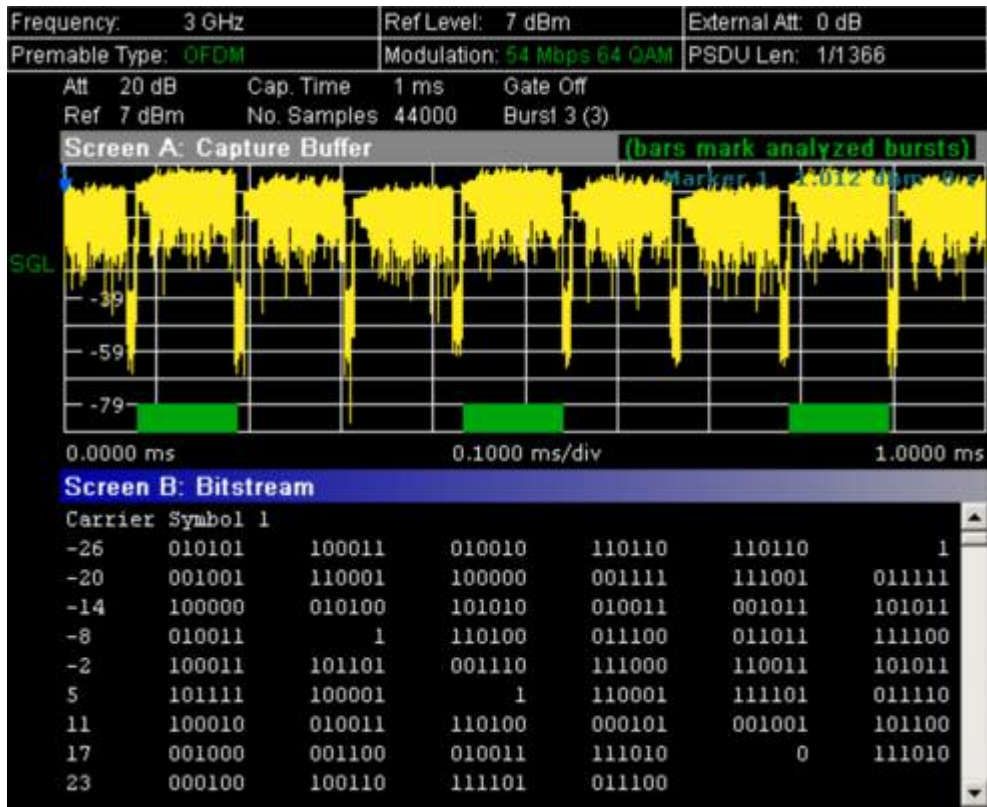 Frequency: 3 GHz Ref Level: 7 dBm External Att: 0 dB
Premable Type: OFDM Modulation: 54 Mbps 64 QAM PSDU Len: 1/1366
Att 20 dB Cap. Time 1 ms Gate Off
Ref 7 dBm No. Samples 44000 Burst 3 (3)
Screen A: Capture Buffer (bars mark analyzed bursts)
Marker 1 dBm 0 s
SGL
-39
-59
-79
0.0000 ms 0.1000 ms/div 1.0000 ms
Screen B: Bitstream
Carrier Symbol 1
-26 010101 100011 010010 110110 110110 1
-20 001001 110001 100000 001111 111001 011111
-14 100000 010100 101010 010011 001011 101011
-8 010011 1 110100 011100 011011 111100
-2 100011 101101 001110 111000 110011 101011
5 101111 100001 1 110001 111101 011110
11 100010 010011 110100 000101 001001 101100
17 001000 001100 010011 111010 0 111010
23 000100 100110 111101 011100